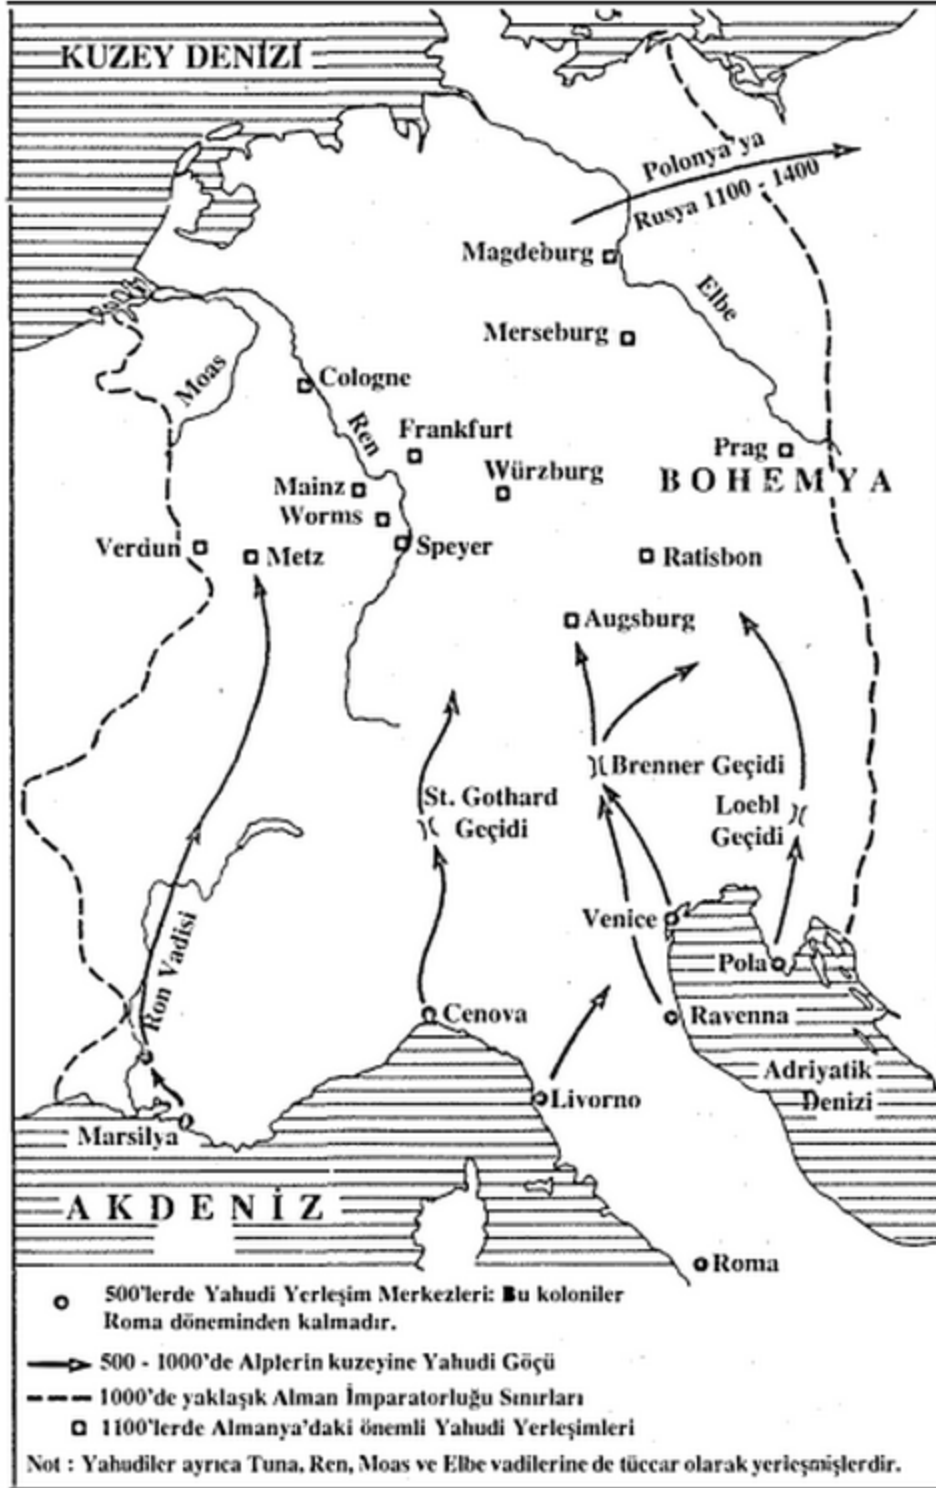 KUZEY DENİZİ
Polonya'ya
Rusya 1100 - 1400
Magdeburg
Elbe
Merseburg
Moas
Cologne
Ren
Frankfurt
Prag
Würzburg
BOHEMYA
Mainz
Worms
Verdun
Metz
Speyer
Ratisbon
Augsburg
Brenner Geçidi
St. Gothard
Geçidi
Loebl
Geçidi
Ron Vadisi
Venice
Pola
Cenova
Ravenna
Adriyatik
Denizi
Livorno
Marsilya
AKDENİZ
Roma
500'lerde Yahudi Yerleşim Merkezleri: Bu koloniler
Roma döneminden kalmadır.
500 - 1000'de Alplerin kuzeyine Yahudi Göçü
1000'de yaklaşık Alman İmparatorluğu Sınırları
1100'lerde Almanya'daki önemli Yahudi Yerleşimleri
Not : Yahudiler ayrıca Tuna, Ren, Moas ve Elbe vadilerine de tüccar olarak yerleşmişlerdir.